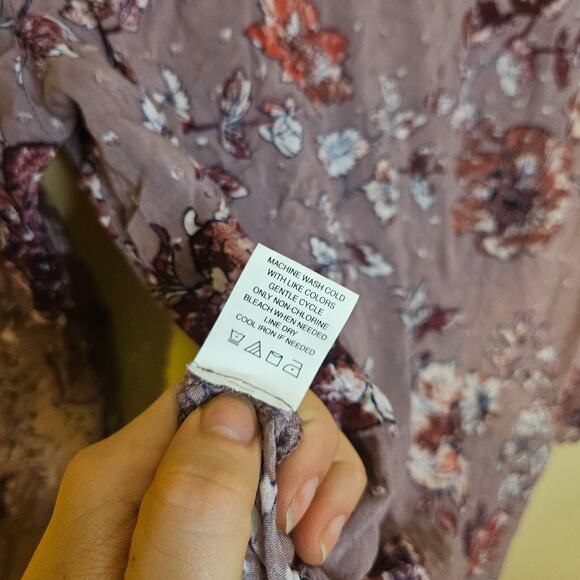 MACHINE WASH COLD
WITH LIKE COLORS
GENTLE CYCLE
ONLY NON-CHLORINE
BLEACH WHEN NEEDED
LINE DRY
COOL IRON IF NEEDED